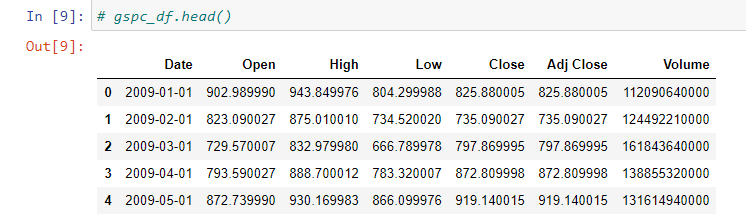 In [9]: # gspc_df.head()
Out[9]:
Date Open High Low Close Adj Close Volume
0 2009-01-01 902.989990 943.849976 804.299988 825.880005 825.880005 112090640000
1 2009-02-01 823.090027 875.010010 734.520020 735.090027 735.090027 124492210000
2 2009-03-01 729.570007 832.979980 666.789978 797.869995 797.869995 161843640000
3 2009-04-01 793.590027 888.700012 783.320007 872.809998 872.809998 138855320000
4 2009-05-01 872.739990 930.169983 866.099976 919.140015 919.140015 131614940000